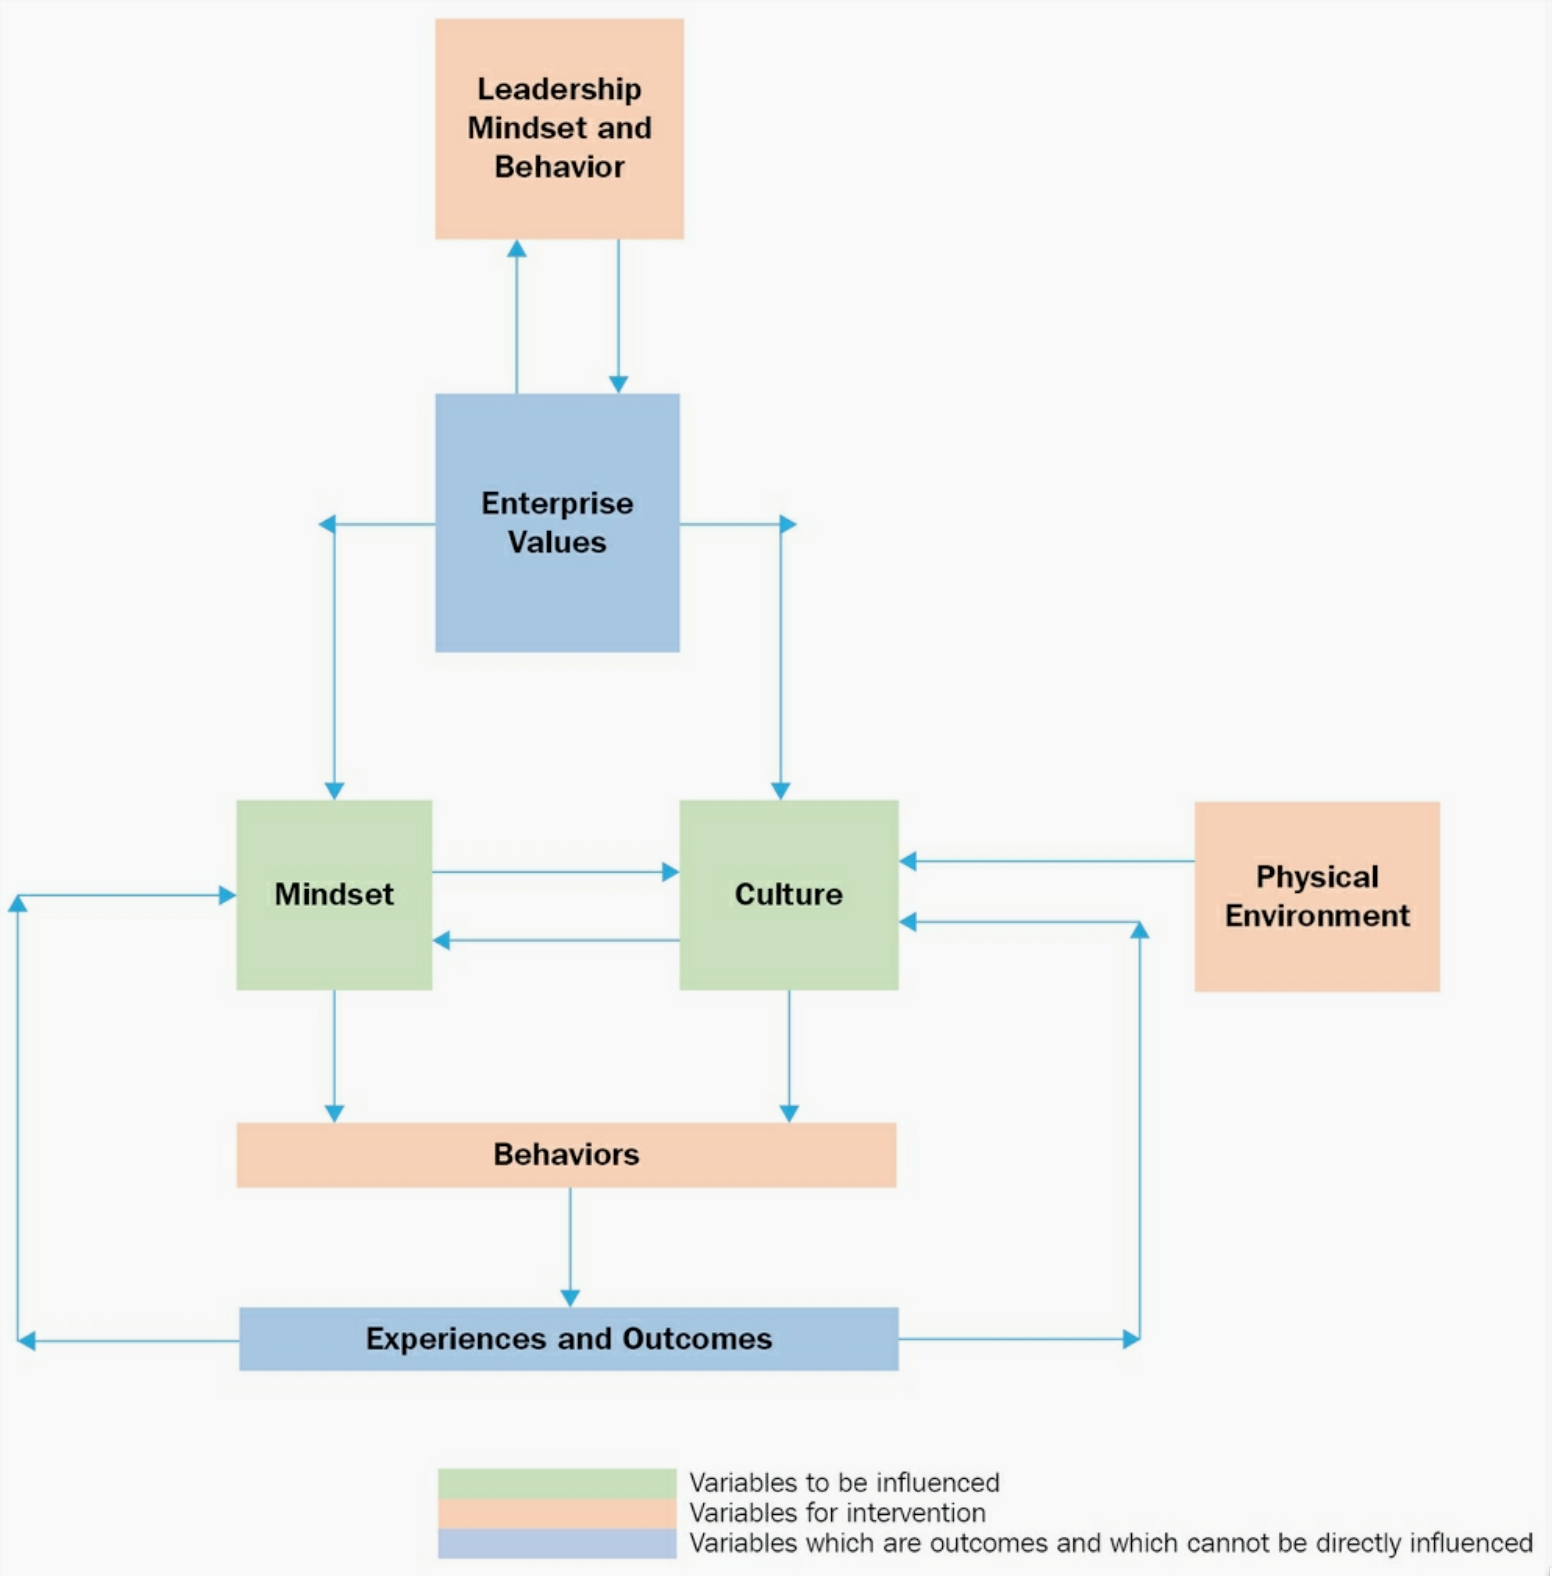 Leadership
Mindset and
Behavior
Enterprise
Values
Mindset
Culture
Physical
Environment
Behaviors
Experiences and Outcomes
Variables to be influenced
Variables for intervention
Variables which are outcomes and which cannot be directly influenced